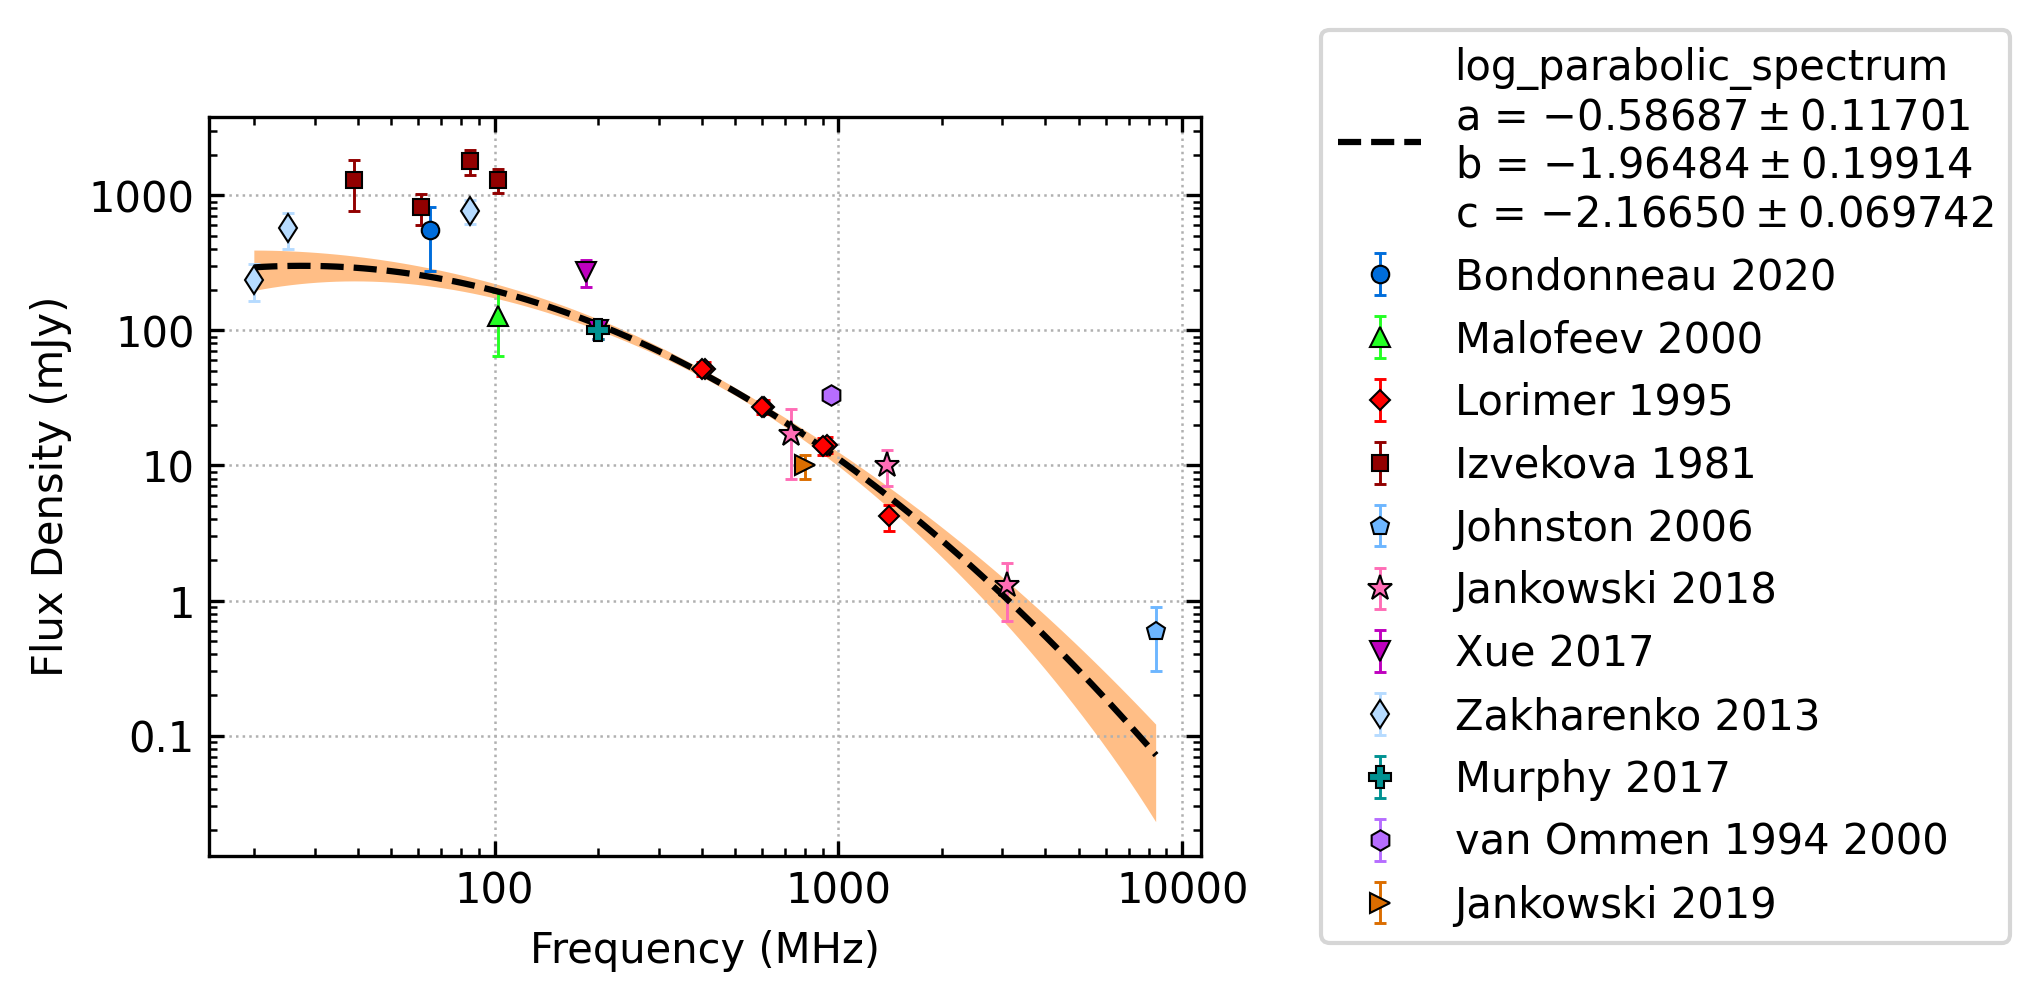 1000
100
10
1
0.1
Flux Density (mJy)
100
1000
10000
Frequency (MHz)
log_parabolic_spectrum
a = −0.58687 ± 0.11701
b = −1.96484 ± 0.19914
c = −2.16650 ± 0.069742
Bondonneau 2020
Malofeev 2000
Lorimer 1995
Izvekova 1981
Johnston 2006
Jankowski 2018
Xue 2017
Zakharenko 2013
Murphy 2017
van Ommen 1994 2000
Jankowski 2019